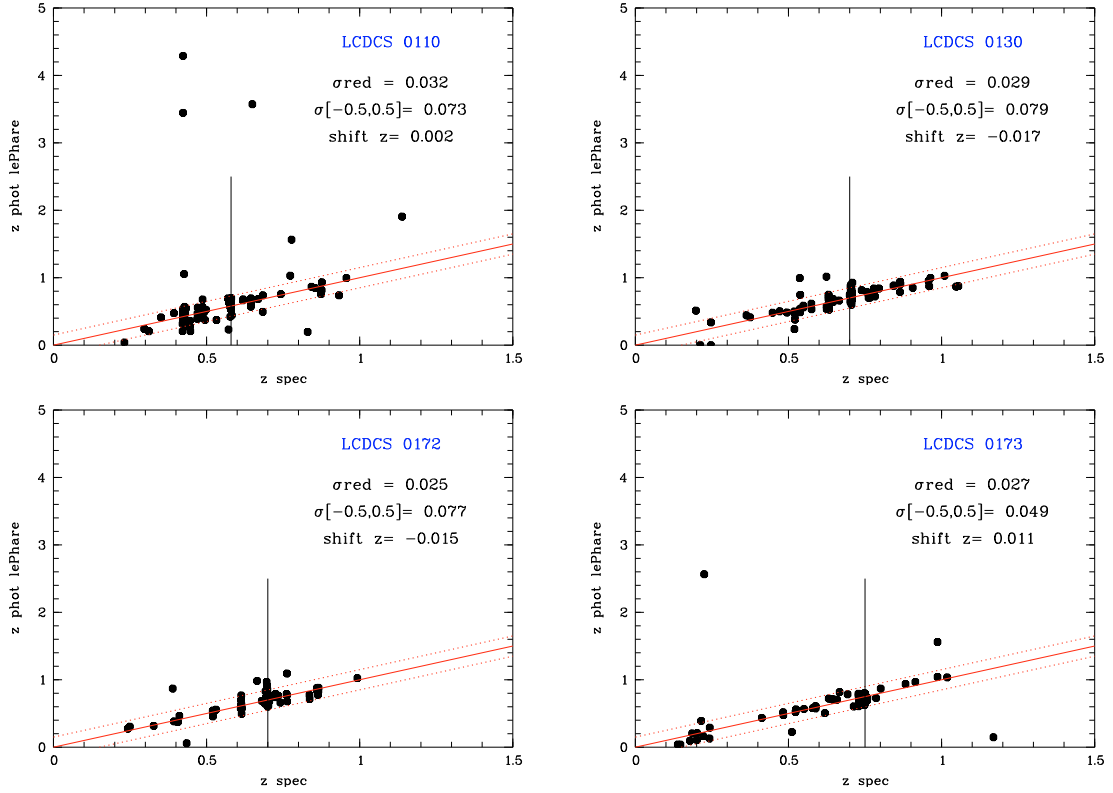 LCDCS 0110
σred = 0.032
σ[−0.5,0.5]= 0.073
shift z= 0.002
z phot lePhare
5
4
3
2
1
0
0
0.5
1
1.5
z spec
LCDCS 0130
σred = 0.029
σ[−0.5,0.5]= 0.079
shift z= −0.017
z phot lePhare
5
4
3
2
1
0
0
0.5
1
1.5
z spec
LCDCS 0172
σred = 0.025
σ[−0.5,0.5]= 0.077
shift z= −0.015
z phot lePhare
5
4
3
2
1
0
0
0.5
1
1.5
z spec
LCDCS 0173
σred = 0.027
σ[−0.5,0.5]= 0.049
shift z= 0.011
z phot lePhare
5
4
3
2
1
0
0
0.5
1
1.5
z spec